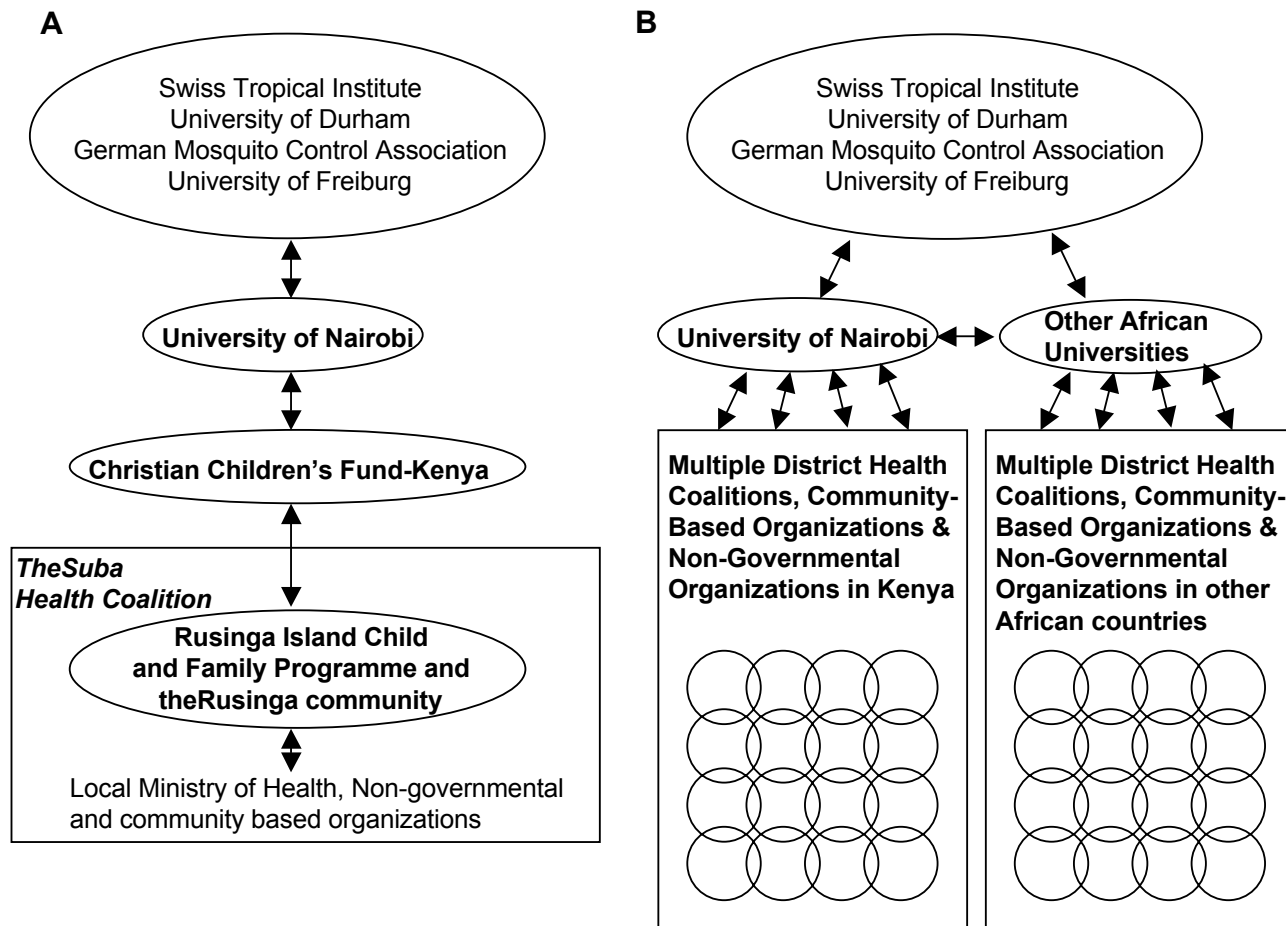 A
Swiss Tropical Institute
University of Durham
German Mosquito Control Association
University of Freiburg
University of Nairobi
Christian Children’s Fund-Kenya
TheSuba
Health Coalition
Rusinga Island Child
and Family Programme and
theRusinga community
Local Ministry of Health, Non-governmental
and community based organizations
B
Swiss Tropical Institute
University of Durham
German Mosquito Control Association
University of Freiburg
University of Nairobi
Other African
Universities
Multiple District Health
Coalitions, Community-
Based Organizations &
Non-Governmental
Organizations in Kenya
Multiple District Health
Coalitions, Community-
Based Organizations &
Non-Governmental
Organizations in other
African countries